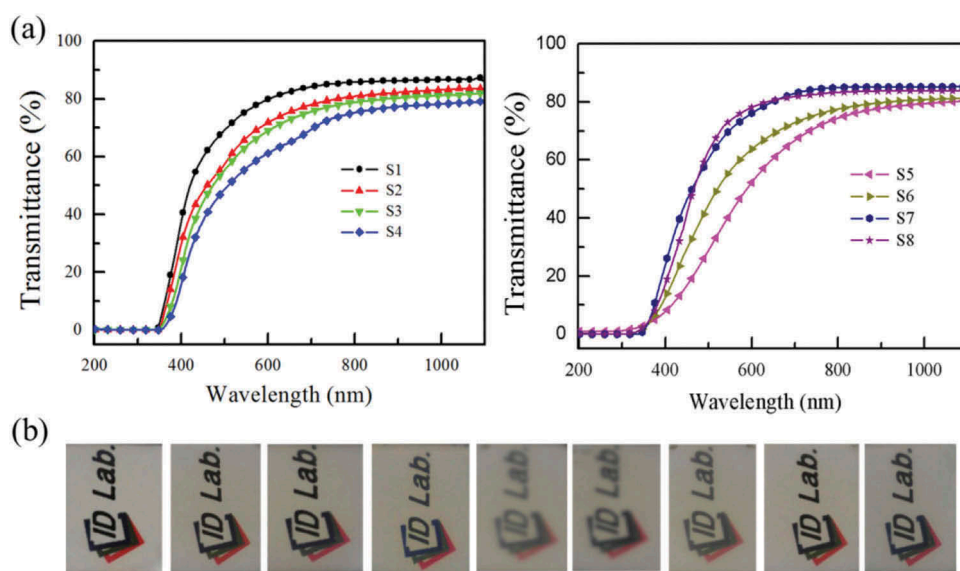 (a)
100
80
60
40
20
0
Transmittance (%)
S1
S2
S3
S4
200 400 600 800 1000
Wavelength (nm)
100
80
60
40
20
0
Transmittance (%)
S5
S6
S7
S8
200 400 600 800 1000
Wavelength (nm)
(b)
ID Lab.
ID Lab.
ID Lab.
ID Lab.
ID Lab.
ID Lab.
ID Lab.
ID Lab.
ID Lab.